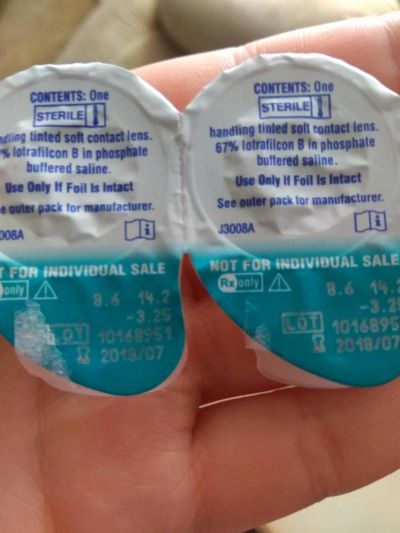 CONTENTS: One
STERILE
handling tinted soft contact lens.
% lotrafilcon B in phosphate
buffered saline.
Use Only If Foil Is Intact
e outer pack for manufacturer.
008A
T FOR INDIVIDUAL SALE
only
8.6 14.2
-3.25
LOT 10168951
2018/07
CONTENTS: One
STERILE
handling tinted soft contact lens.
67% lotrafilcon B in phosphate
buffered saline.
Use Only If Foil Is Intact
See outer pack for manufacturer.
J3008A
NOT FOR INDIVIDUAL SALE
Rx only
8.6 14.2
-3.25
LOT 1016895
2018/07